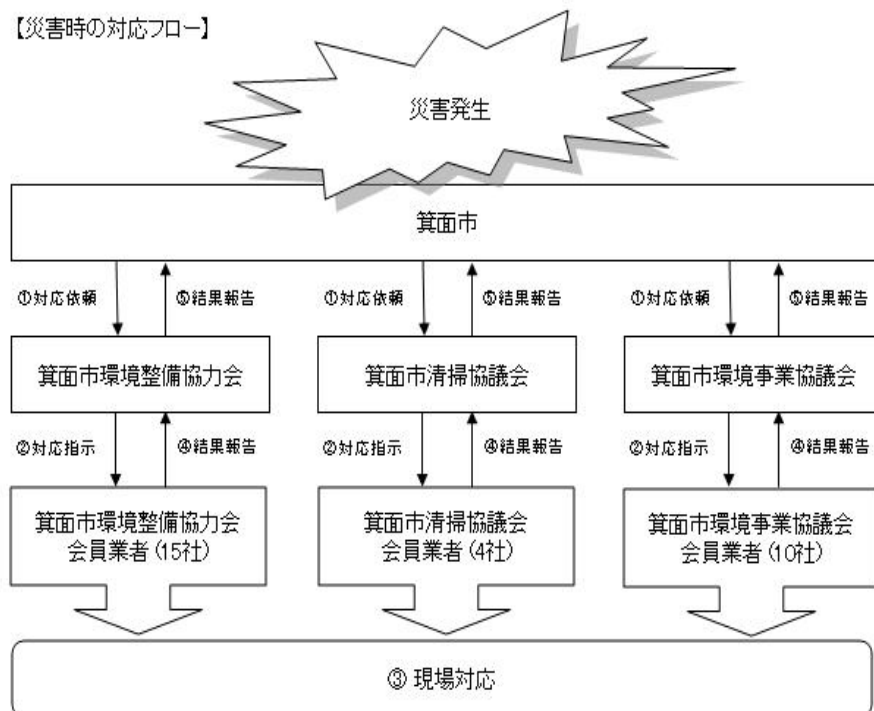 【災害時の対応フロー】
災害発生
箕面市
①対応依頼
⑤結果報告
①対応依頼
⑤結果報告
①対応依頼
⑤結果報告
箕面市環境整備協力会
箕面市清掃協議会
箕面市環境事業協議会
②対応指示
④結果報告
②対応指示
④結果報告
②対応指示
④結果報告
箕面市環境整備協力会
会員業者(15社)
箕面市清掃協議会
会員業者(4社)
箕面市環境事業協議会
会員業者(10社)
③現場対応